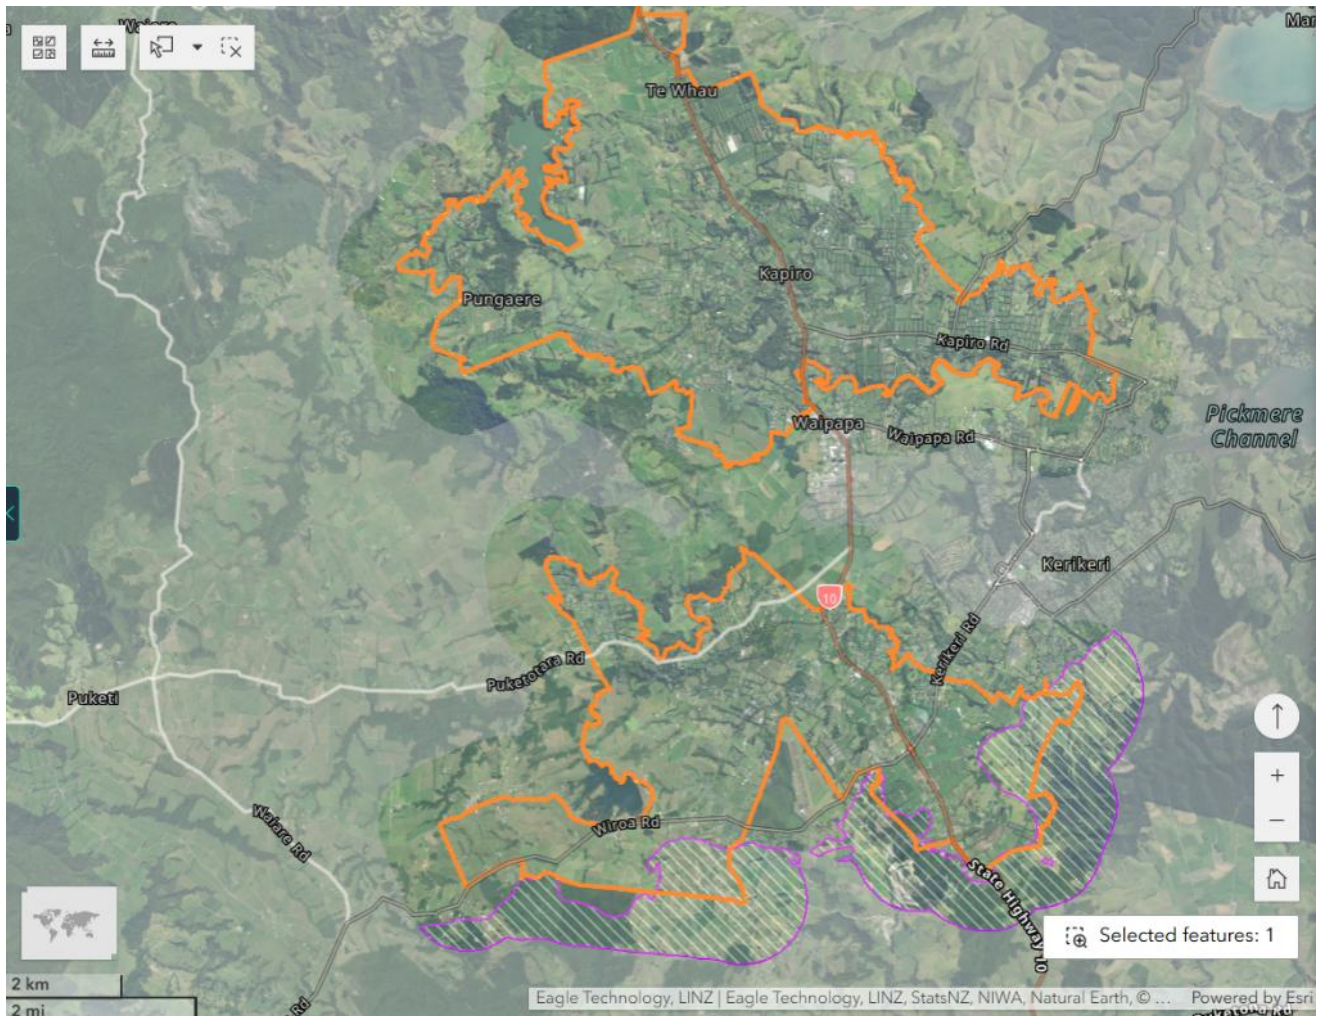 Te Whau
Kapiro
Pungaere
Kapiro Rd
Pickmere
Channel
Waipapa
Waipapa Rd
Kerikeri
10
Kerikeri Rd
Puketotara Rd
Puketi
Waiare Rd
Wiroa Rd
State Highway 10
Selected features: 1
2 km
2 mi
Rd
Eagle Technology, LINZ | Eagle Technology, LINZ, StatsNZ, NIWA, Natural Earth, © ...
Powered by Esri